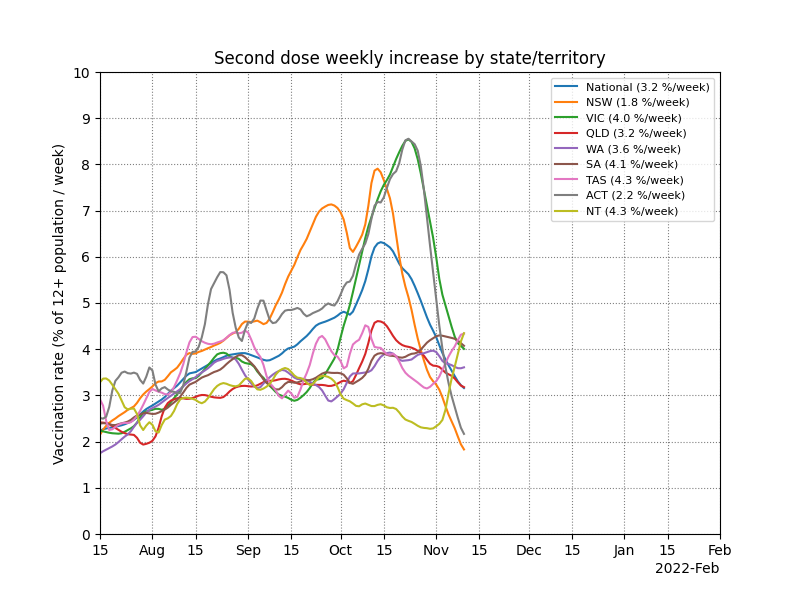 Second dose weekly increase by state/territory
Vaccination rate (% of 12+ population / week)
10
9
8
7
6
5
4
3
2
1
0
National (3.2 %/week)
NSW (1.8 %/week)
VIC (4.0 %/week)
QLD (3.2 %/week)
WA (3.6 %/week)
SA (4.1 %/week)
TAS (4.3 %/week)
ACT (2.2 %/week)
NT (4.3 %/week)
15 Aug 15 Sep 15 Oct 15 Nov 15 Dec 15 Jan 15 Feb
2022-Feb